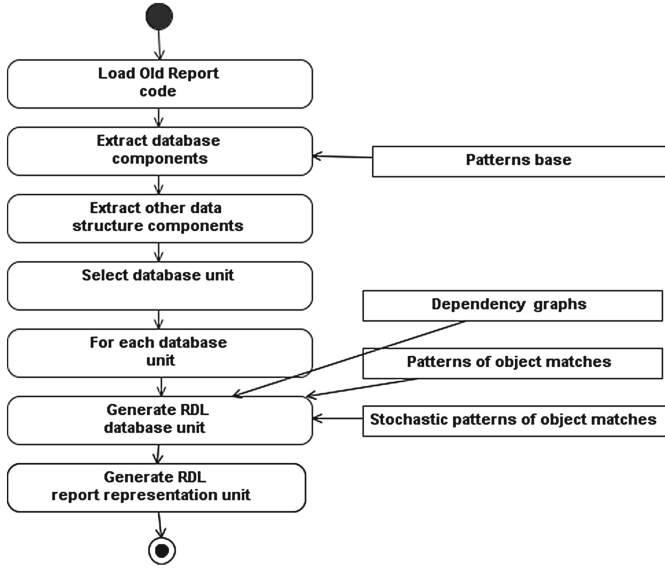 Load Old Report
code
Extract database
components
Patterns base
Extract other data
structure components
Select database unit
Dependency graphs
For each database
unit
Patterns of object matches
Generate RDL
database unit
Stochastic patterns of object matches
Generate RDL
report representation unit